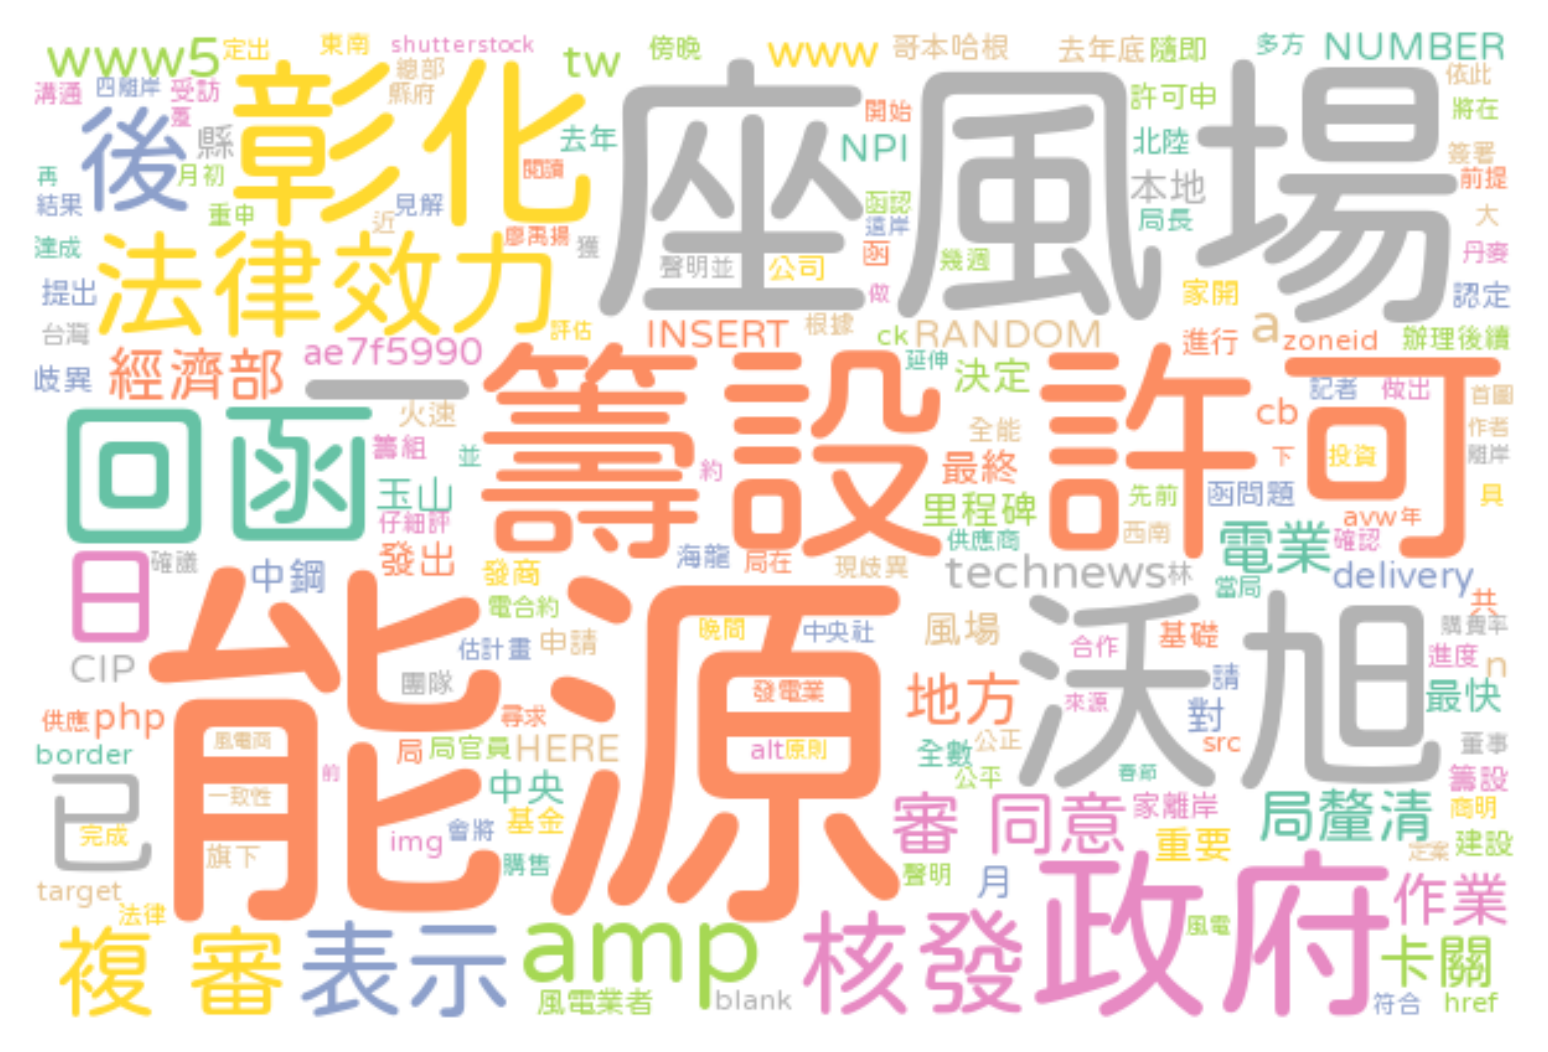 www5
定出
東南
shutterstock
tw
傍晚
www
哥本哈根
去年底
隨即
多方
NUMBER
溝通
四離岸
受訪
總部
縣府
彰化
座風場
開始
許可申
依此
將在
後
縣
去年
NPI
北陸
簽署
再
月初
閱讀
本地
前提
結果
重申
近
見解
函認
遠岸
局長
大
達成
法律效力
廖禹揚
獲
聲明並
公司
函
幾週
丹麥
提出
做
家開
認定
台灣
評估
INSERT
根據
ck
RANDOM
進行
a
zoneid
辦理後續
歧異
經濟部
ae7f5990
一
籌設許可
延伸
決定
記者
做出
首圖
回函
火速
全能
cb
作者
籌組
並
約
最終
下
投資
離岸
玉山
仔細評
里程碑
先前
函問題
具
avw
年
日
確議
中鋼
發出
發商
海龍
局在
現歧異
供應商
西南
電業
確認
technews
林
當局
delivery
能源
電合約
晚間
中央社
風場
沃旭
共
購費率
CIP
估計畫
申請
合作
基礎
進度
n
團隊
發電業
地方
來源
請
最快
供應
php
尋求
對
border
風電商
局
局官員
HERE
alt
原則
全數
公正
src
董事
已
一致性
前
中央
公平
春節
籌設
完成
img
會將
基金
審
同意
家離岸
局釐清
商明
旗下
購售
重要
定案
建設
target
聲明
月
政府
作業
法律
複審
表示
amp
核發
風電
卡關
風電業者
blank
符合
href